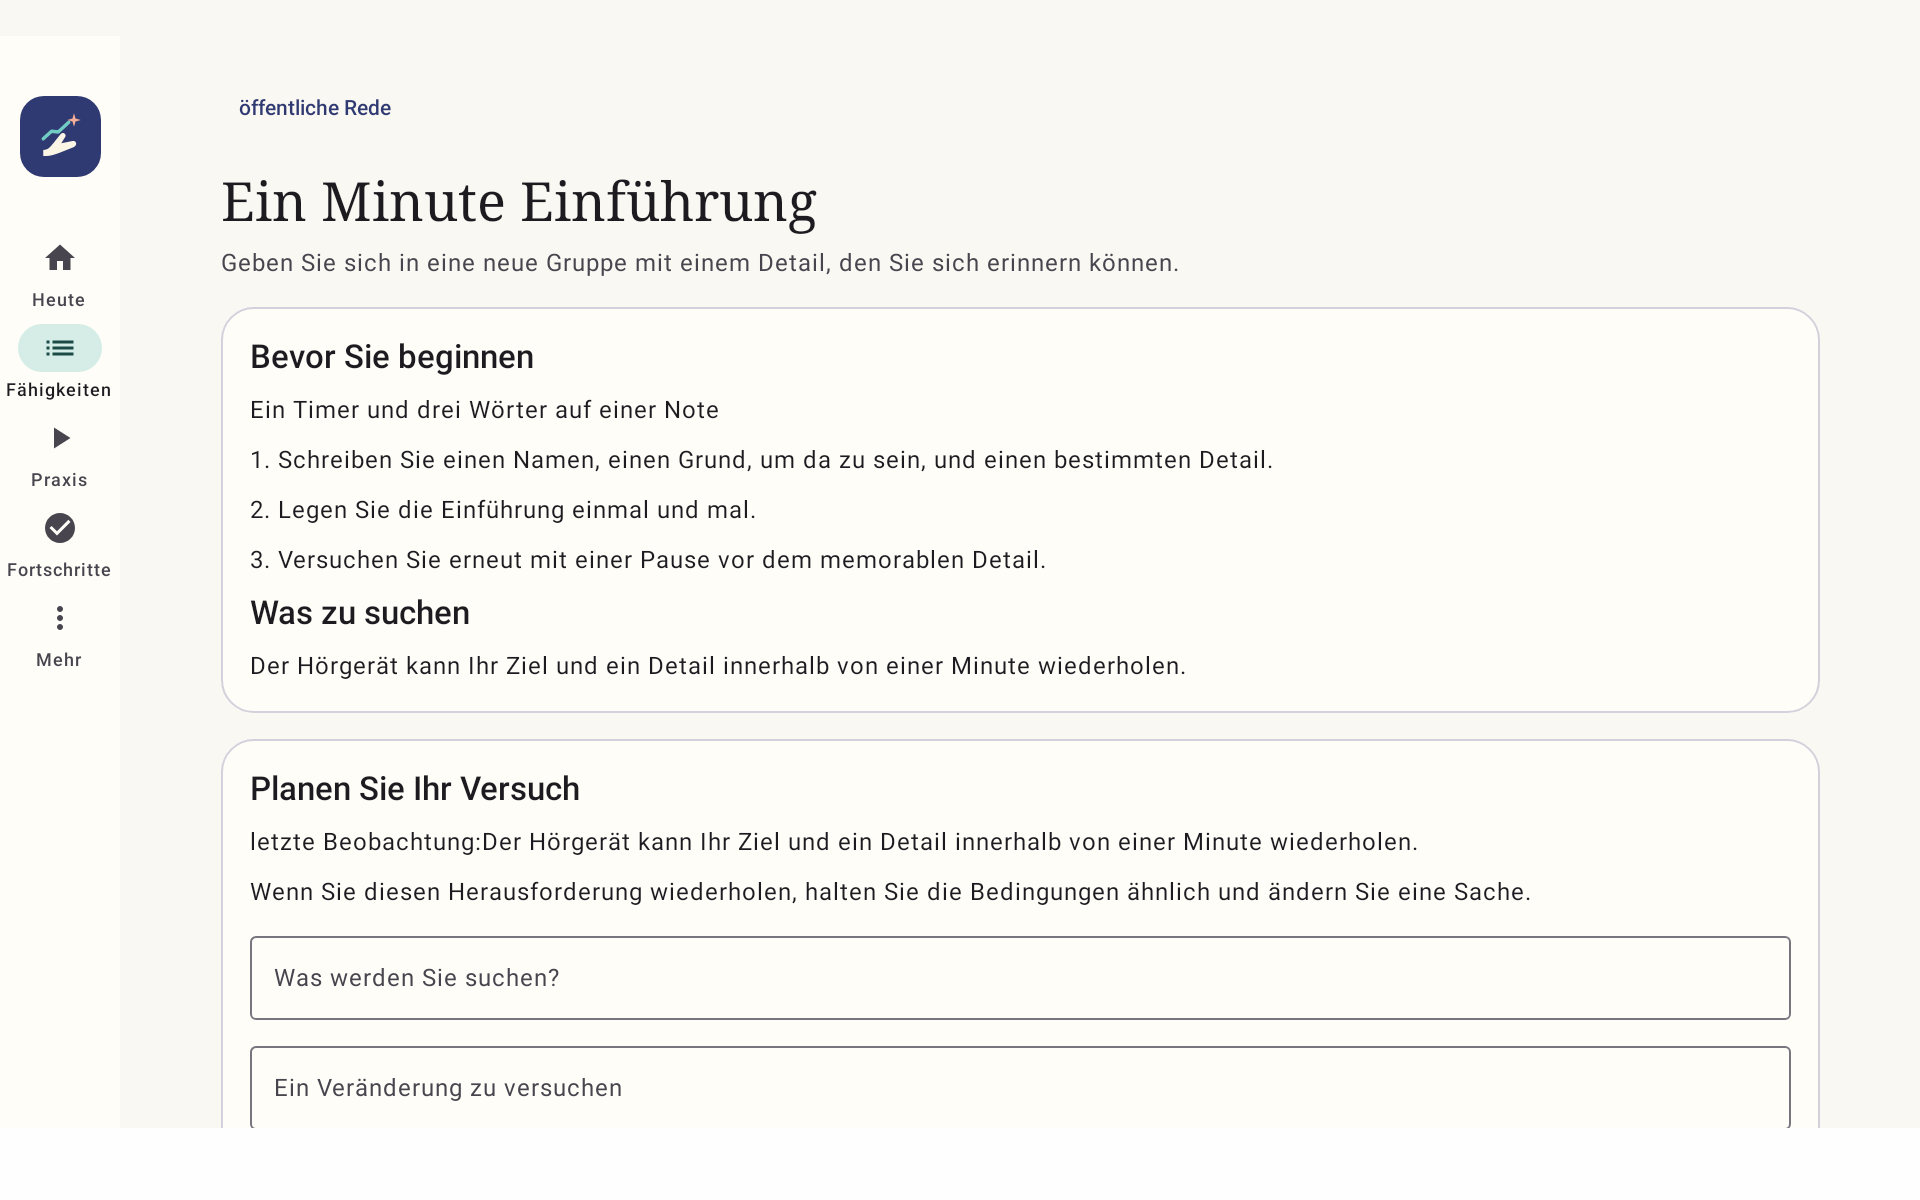 öffentliche Rede
Ein Minute Einführung
Geben Sie sich in eine neue Gruppe mit einem Detail, den Sie sich erinnern können.
Heute
Fähigkeiten
Praxis
Fortschritte
Mehr
Bevor Sie beginnen
Ein Timer und drei Wörter auf einer Note
1. Schreiben Sie einen Namen, einen Grund, um da zu sein, und einen bestimmten Detail.
2. Legen Sie die Einführung einmal und mal.
3. Versuchen Sie erneut mit einer Pause vor dem memorablen Detail.
Was zu suchen
Der Hörgerät kann Ihr Ziel und ein Detail innerhalb von einer Minute wiederholen.
Planen Sie Ihr Versuch
letzte Beobachtung:Der Hörgerät kann Ihr Ziel und ein Detail innerhalb von einer Minute wiederholen.
Wenn Sie diesen Herausforderung wiederholen, halten Sie die Bedingungen ähnlich und ändern Sie eine Sache.
Was werden Sie suchen?
Ein Veränderung zu versuchen